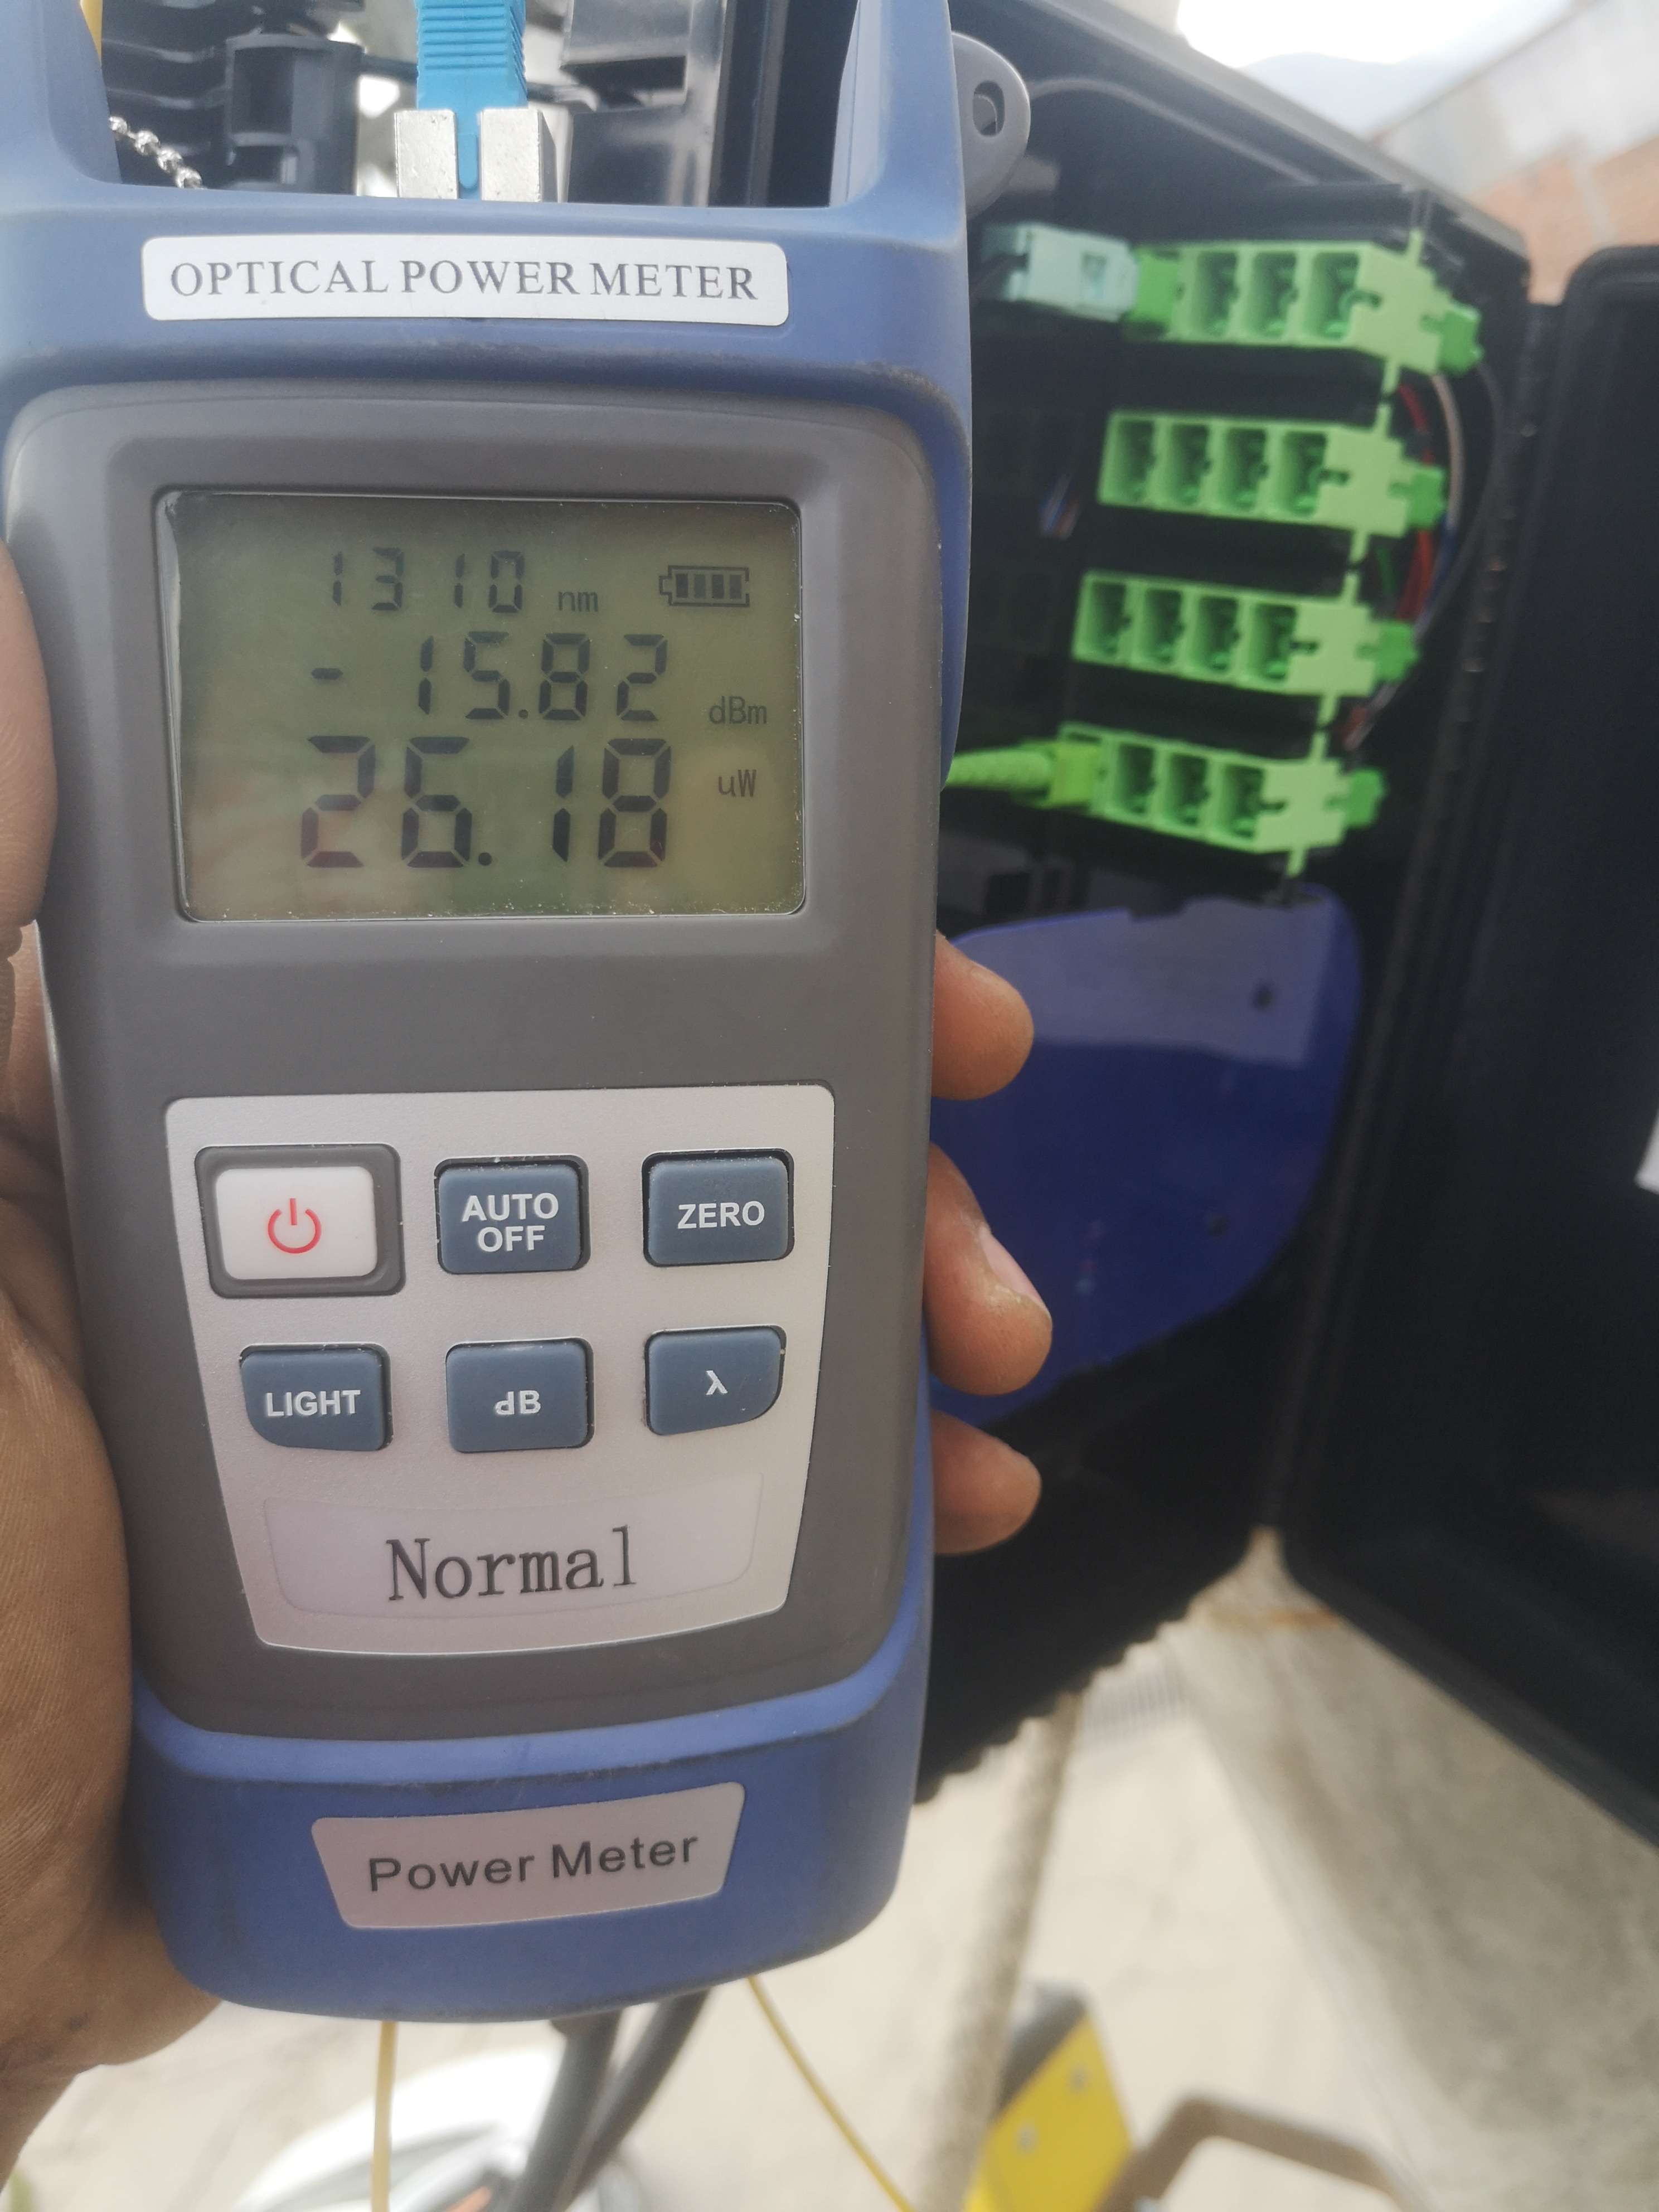 OPTICAL POWER METER
1310 nm
-15.82 dBm
26.18 uW
AUTO OFF
ZERO
LIGHT
dB
λ
Normal
Power Meter